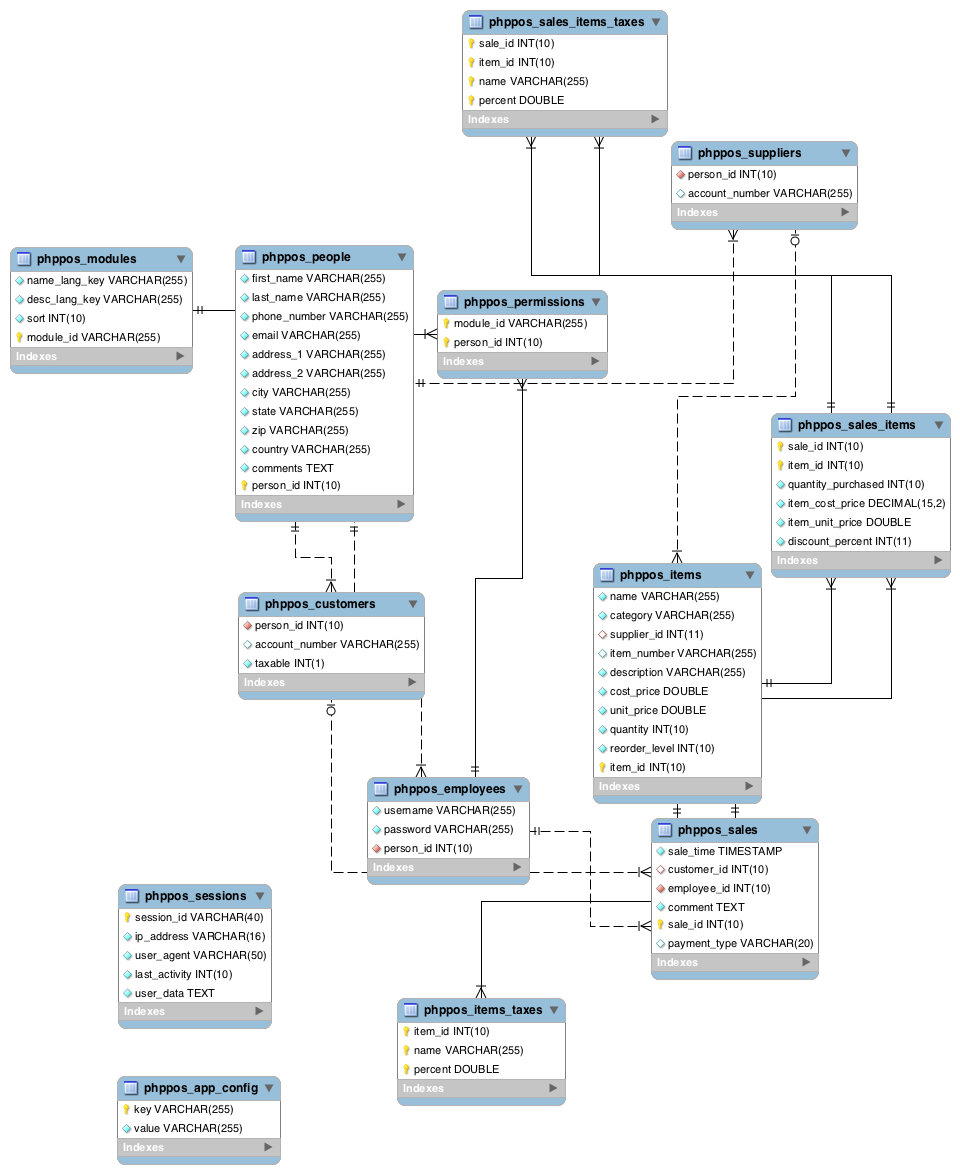 phppos_sales_items_taxes
sale_id INT(10)
item_id INT(10)
name VARCHAR(255)
percent DOUBLE
Indexes
phppos_suppliers
person_id INT(10)
account_number VARCHAR(255)
Indexes
phppos_modules
name_lang_key VARCHAR(255)
desc_lang_key VARCHAR(255)
sort INT(10)
module_id VARCHAR(255)
Indexes
phppos_people
first_name VARCHAR(255)
last_name VARCHAR(255)
phone_number VARCHAR(255)
email VARCHAR(255)
address_1 VARCHAR(255)
address_2 VARCHAR(255)
city VARCHAR(255)
state VARCHAR(255)
zip VARCHAR(255)
country VARCHAR(255)
comments TEXT
person_id INT(10)
Indexes
phppos_permissions
module_id VARCHAR(255)
person_id INT(10)
Indexes
phppos_sales_items
sale_id INT(10)
item_id INT(10)
quantity_purchased INT(10)
item_cost_price DECIMAL(15,2)
item_unit_price DOUBLE
discount_percent INT(11)
Indexes
phppos_items
name VARCHAR(255)
category VARCHAR(255)
supplier_id INT(11)
item_number VARCHAR(255)
description VARCHAR(255)
cost_price DOUBLE
unit_price DOUBLE
quantity INT(10)
reorder_level INT(10)
item_id INT(10)
Indexes
phppos_customers
person_id INT(10)
account_number VARCHAR(255)
taxable INT(1)
Indexes
phppos_employees
username VARCHAR(255)
password VARCHAR(255)
person_id INT(10)
Indexes
phppos_sales
sale_time TIMESTAMP
customer_id INT(10)
employee_id INT(10)
comment TEXT
sale_id INT(10)
payment_type VARCHAR(20)
Indexes
phppos_sessions
session_id VARCHAR(40)
ip_address VARCHAR(16)
user_agent VARCHAR(50)
last_activity INT(10)
user_data TEXT
Indexes
phppos_items_taxes
item_id INT(10)
name VARCHAR(255)
percent DOUBLE
Indexes
phppos_app_config
key VARCHAR(255)
value VARCHAR(255)
Indexes